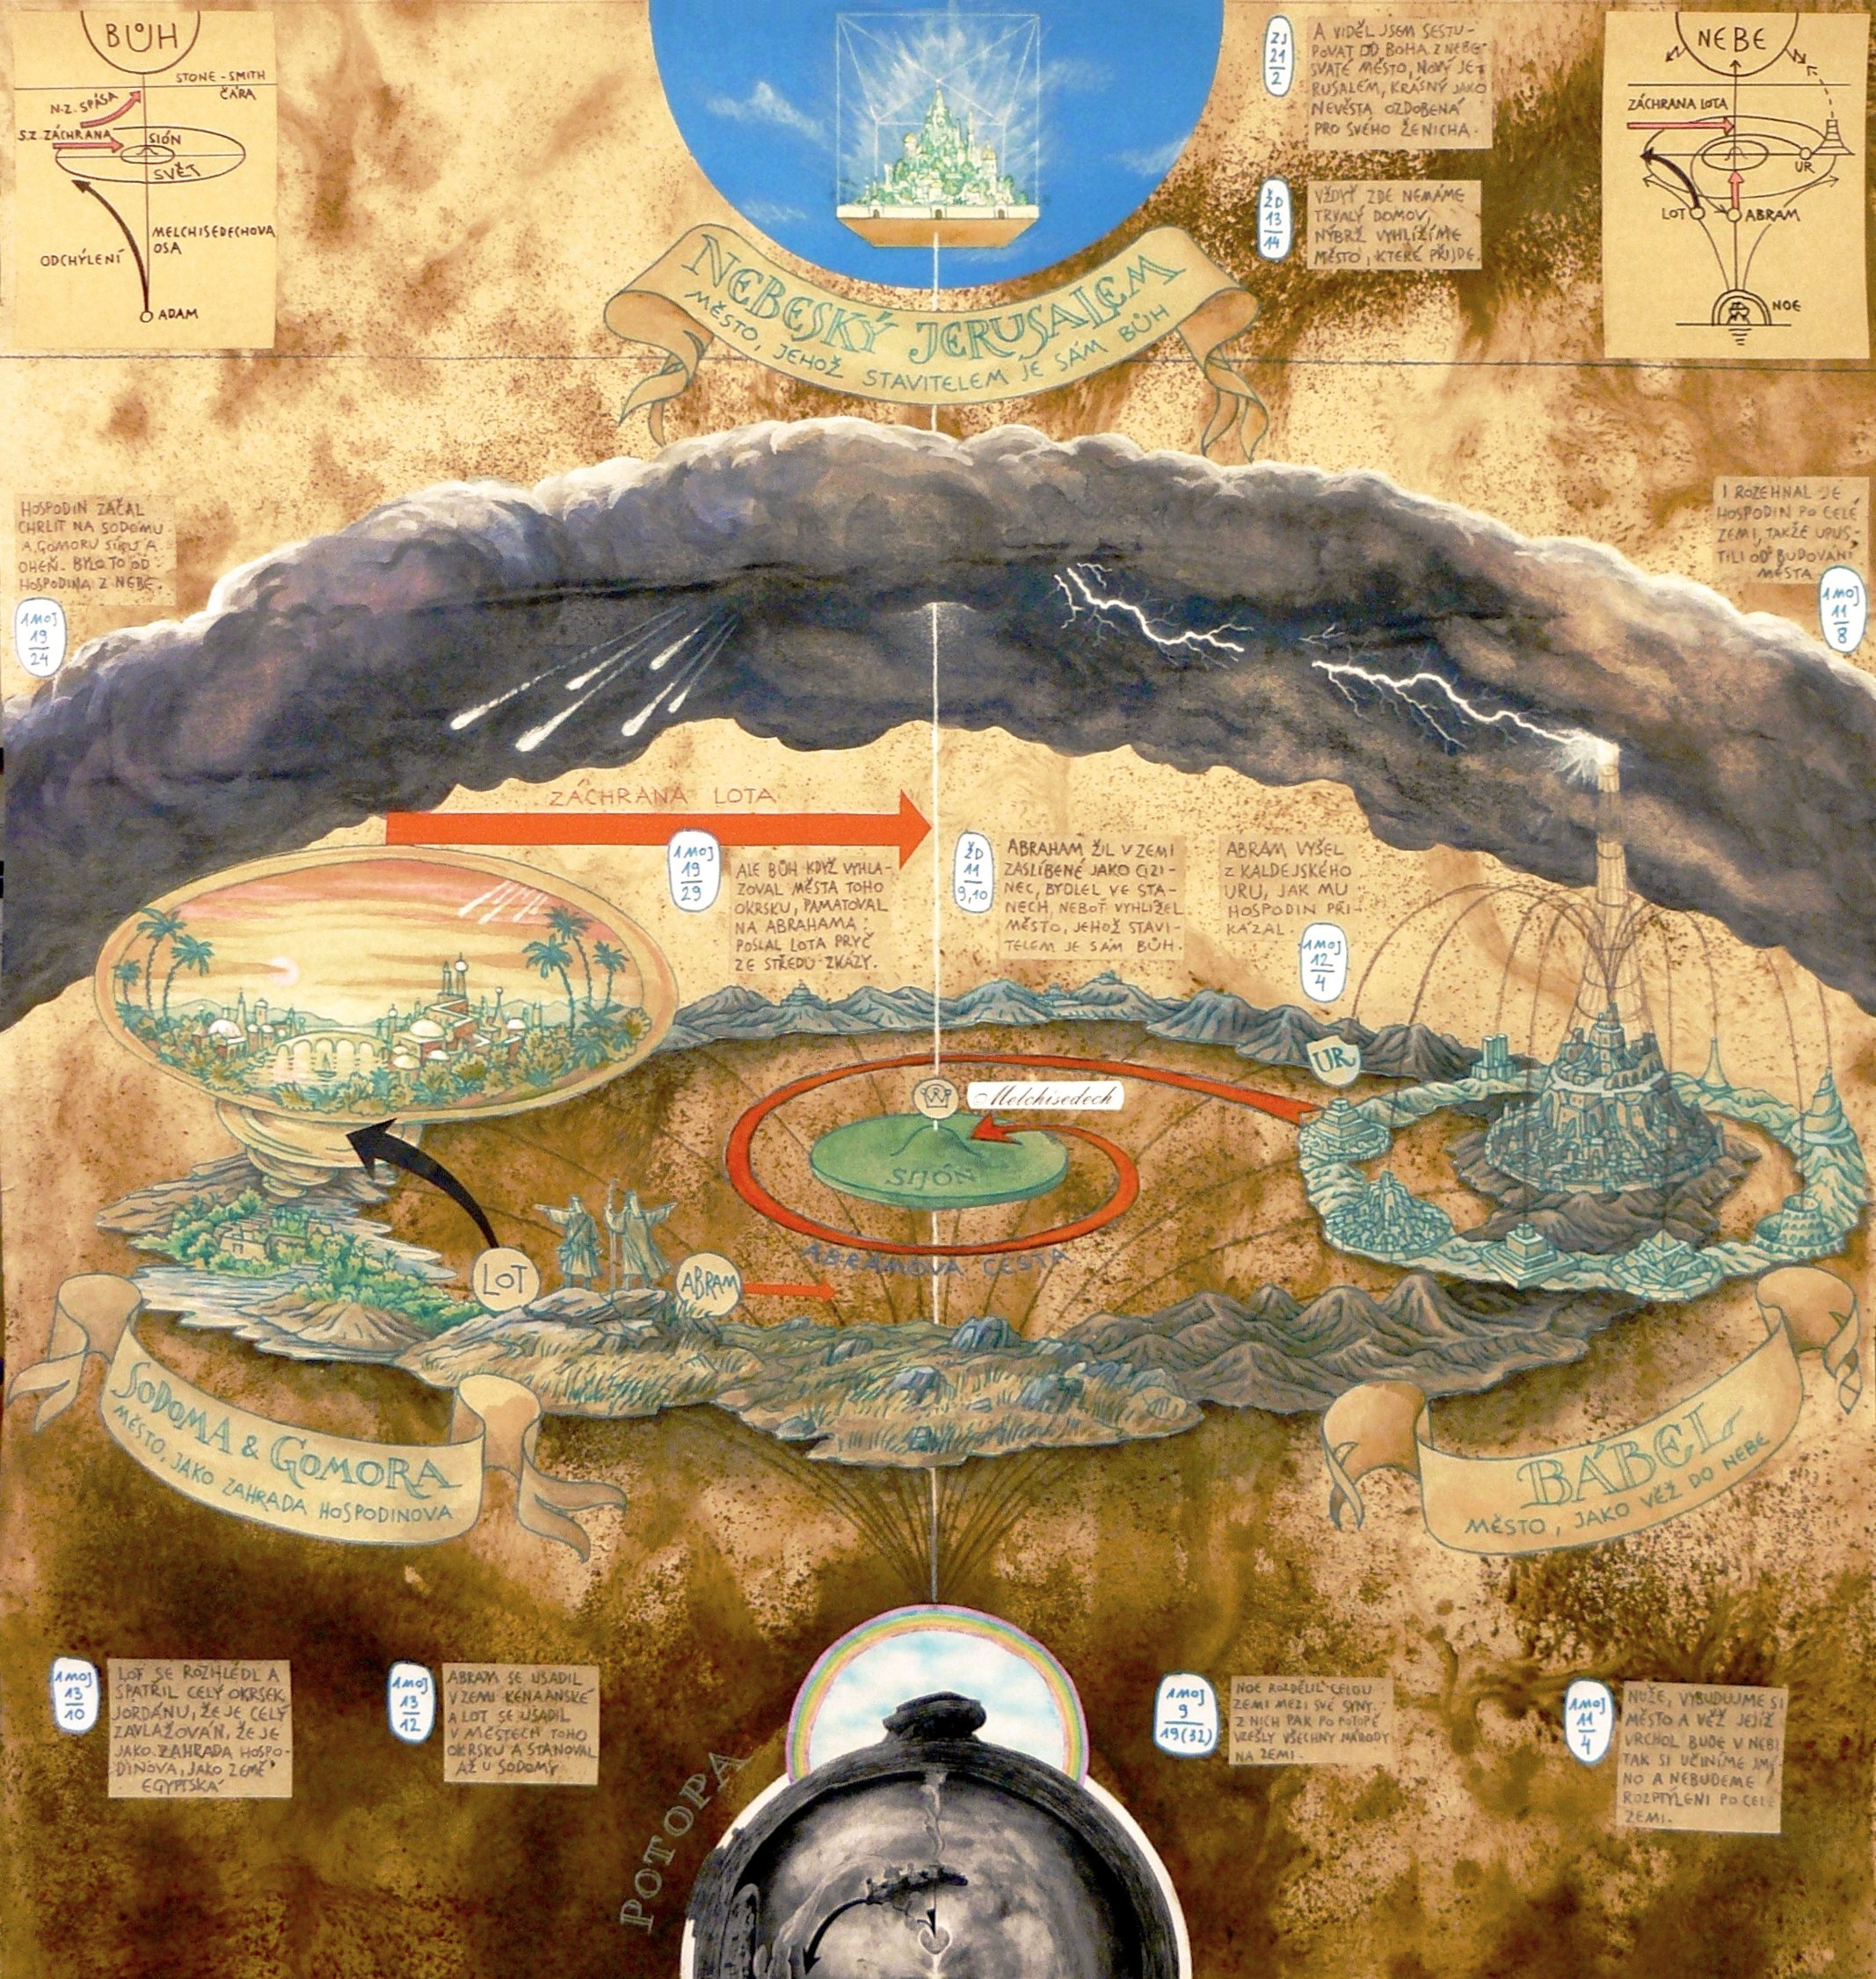 BŮH
STONE-SMITH
ČÁRA
N.Z. SPÁSA
S.Z. ZÁCHRANA
SIÓN
SVĚT
MELCHISEDECHOVA
OSA
ODCHÝLENÍ
ADAM
ZJ
21
2
A VIDĚL JSEM SESTU-
POVAT OD BOHA Z NEBE
SVATÉ MĚSTO, NOVÝ JE-
RUSALÉM, KRÁSNÝ JAKO
NEVĚSTA OZDOBENÁ
PRO SVÉHO ŽENICHA.
ŽD
13
14
VŽDYŤ ZDE NEMÁME
TRVALÝ DOMOV,
NÝBRŽ VYHLÍŽÍME
MĚSTO, KTERÉ PŘIJDE.
NEBE
ZÁCHRANA LOTA
UR
LOT
ABRAM
NOE
NEBESKÝ JERUSALEM
MĚSTO, JEHOŽ STAVITELEM JE SÁM BŮH
HOSPODIN ZAČAL
CHRLIT NA SODOMU
A GOMORU SÍRU A
OHEŇ. BYLO TO OD
HOSPODINA Z NEBE.
1 MOJ
19
24
I ROZEHNAL JE
HOSPODIN PO CELÉ
ZEMI, TAKŽE UPUS-
TILI OD BUDOVÁNÍ
MĚSTA
1 MOJ
11
8
ZÁCHRANA LOTA
1 MOJ
19
29
ALE BŮH KDYŽ VYHLA-
ZOVAL MĚSTA TOHO
OKRSKU, PAMATOVAL
NA ABRAHAMA:
POSLAL LOTA PRYČ
ZE STŘEDU ZKÁZY.
ŽD
11
9,10
ABRAHAM ŽIL V ZEMI
ZASLÍBENÉ JAKO CIZI-
NEC, BYDLEL VE STA-
NECH, NEBOŤ VYHLÍŽEL
MĚSTO, JEHOŽ STAVI-
TELEM JE SÁM BŮH.
ABRAM VYŠEL
Z KALDEJSKÉHO
URU, JAK MU
HOSPODIN PŘI-
KÁZAL.
1 MOJ
12
4
UR
Melchisedech
SIJÓN
ABRAMOVA CESTA
LOT
ABRAM
SODOMA & GOMORA
MĚSTO, JAKO ZAHRADA HOSPODINOVA
BÁBEL
MĚSTO, JAKO VĚŽ DO NEBE
1 MOJ
13
10
LOT SE ROZHLÉDL A
SPATŘIL CELÝ OKRSEK
JORDÁNU, ŽE JE CELÝ
ZAVLAŽOVÁN, ŽE JE
JAKO ZAHRADA HOSPO-
DINOVA, JAKO ZEMĚ
EGYPTSKÁ
1 MOJ
13
12
ABRAM SE USADIL
V ZEMI KENAANSKÉ
A LOT SE USADIL
V MĚSTECH TOHO
OKRSKU A STANOVAL
AŽ U SODOMY
1 MOJ
9
19(32)
NOE ROZDĚLIL CELOU
ZEMI MEZI SVÉ SYNY.
Z NICH PAK PO POTOPĚ
VZEŠLY VŠECHNY NÁRODY
NA ZEMI.
1 MOJ
11
4
NUŽE, VYBUDUJME SI
MĚSTO A VĚŽ JEJÍŽ
VRCHOL BUDE V NEBI
TAK SI UČINÍME JMÉ-
NO A NEBUDEME
ROZPTÝLENI PO CELÉ
ZEMI.
POTOPA